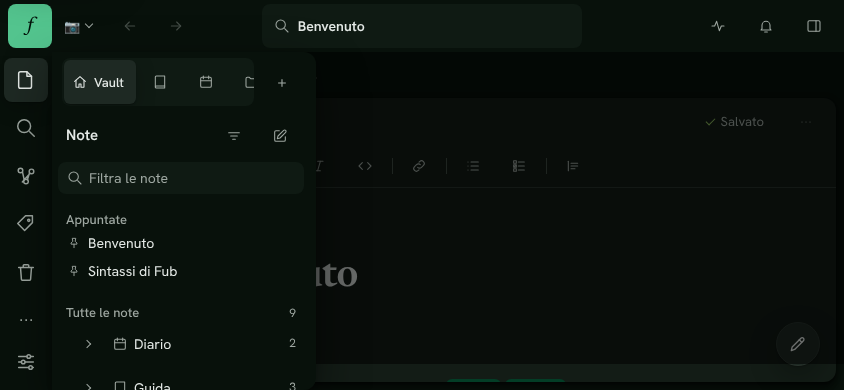 f
Benvenuto
Vault
Note
Salvato
Filtra le note
Appuntate
Benvenuto
Sintassi di Fub
uto
Tutte le note 9
Diario 2
Guida 3